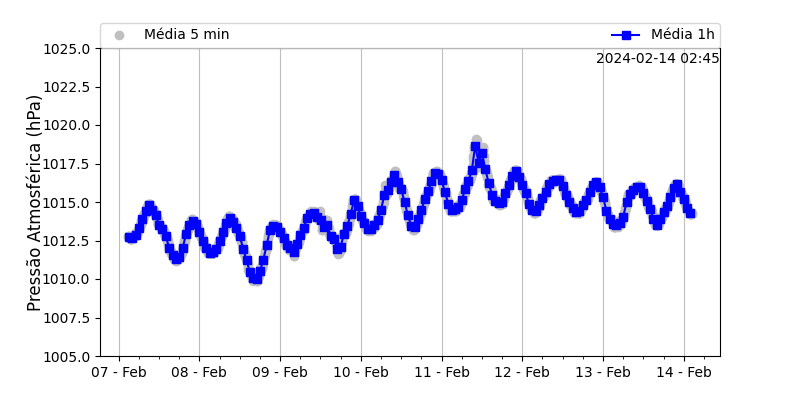 Média 5 min
Média 1h
2024-02-14 02:45
Pressão Atmosférica (hPa)
1025.0
1022.5
1020.0
1017.5
1015.0
1012.5
1010.0
1007.5
1005.0
07 - Feb
08 - Feb
09 - Feb
10 - Feb
11 - Feb
12 - Feb
13 - Feb
14 - Feb